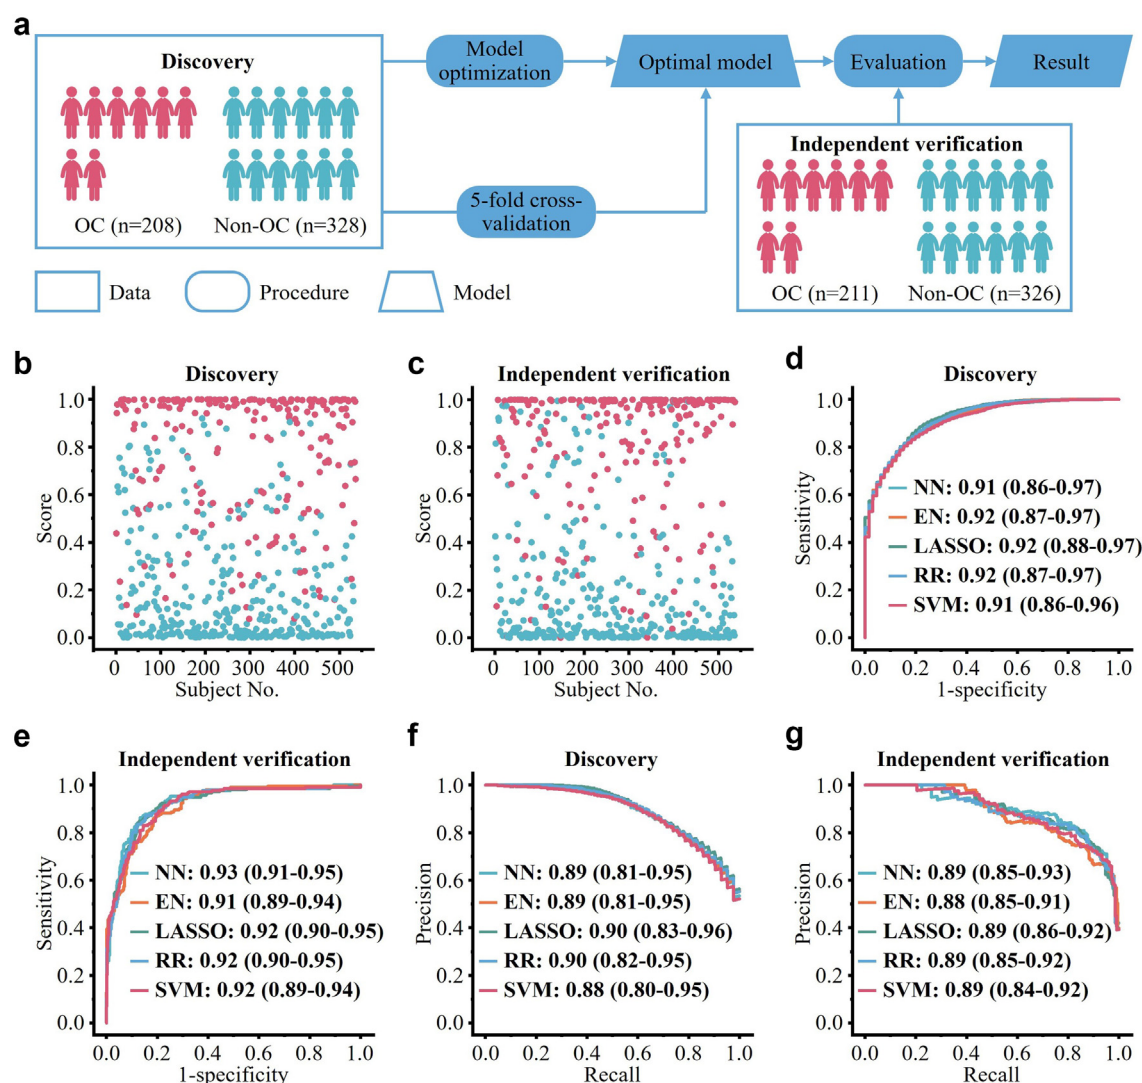 a
Discovery
OC (n=208)
Non-OC (n=328)
Model
optimization
Optimal model
Evaluation
Result
5-fold cross-
validation
Independent verification
OC (n=211)
Non-OC (n=326)
Data
Procedure
Model
b
Discovery
Score
1.0
0.8
0.6
0.4
0.2
0.0
0 100 200 300 400 500
Subject No.
c
Independent verification
Score
1.0
0.8
0.6
0.4
0.2
0.0
0 100 200 300 400 500
Subject No.
d
Discovery
Sensitivity
1.0
0.8
0.6
0.4
0.2
0.0
NN: 0.91 (0.86-0.97)
EN: 0.92 (0.87-0.97)
LASSO: 0.92 (0.88-0.97)
RR: 0.92 (0.87-0.97)
SVM: 0.91 (0.86-0.96)
0.0 0.2 0.4 0.6 0.8 1.0
1-specificity
e
Independent verification
Sensitivity
1.0
0.8
0.6
0.4
0.2
0.0
NN: 0.93 (0.91-0.95)
EN: 0.91 (0.89-0.94)
LASSO: 0.92 (0.90-0.95)
RR: 0.92 (0.90-0.95)
SVM: 0.92 (0.89-0.94)
0.0 0.2 0.4 0.6 0.8 1.0
1-specificity
f
Discovery
Precision
1.0
0.8
0.6
0.4
0.2
0.0
NN: 0.89 (0.81-0.95)
EN: 0.89 (0.81-0.95)
LASSO: 0.90 (0.83-0.96)
RR: 0.90 (0.82-0.95)
SVM: 0.88 (0.80-0.95)
0.0 0.2 0.4 0.6 0.8 1.0
Recall
g
Independent verification
Precision
1.0
0.8
0.6
0.4
0.2
0.0
NN: 0.89 (0.85-0.93)
EN: 0.88 (0.85-0.91)
LASSO: 0.89 (0.86-0.92)
RR: 0.89 (0.85-0.92)
SVM: 0.89 (0.84-0.92)
0.0 0.2 0.4 0.6 0.8 1.0
Recall